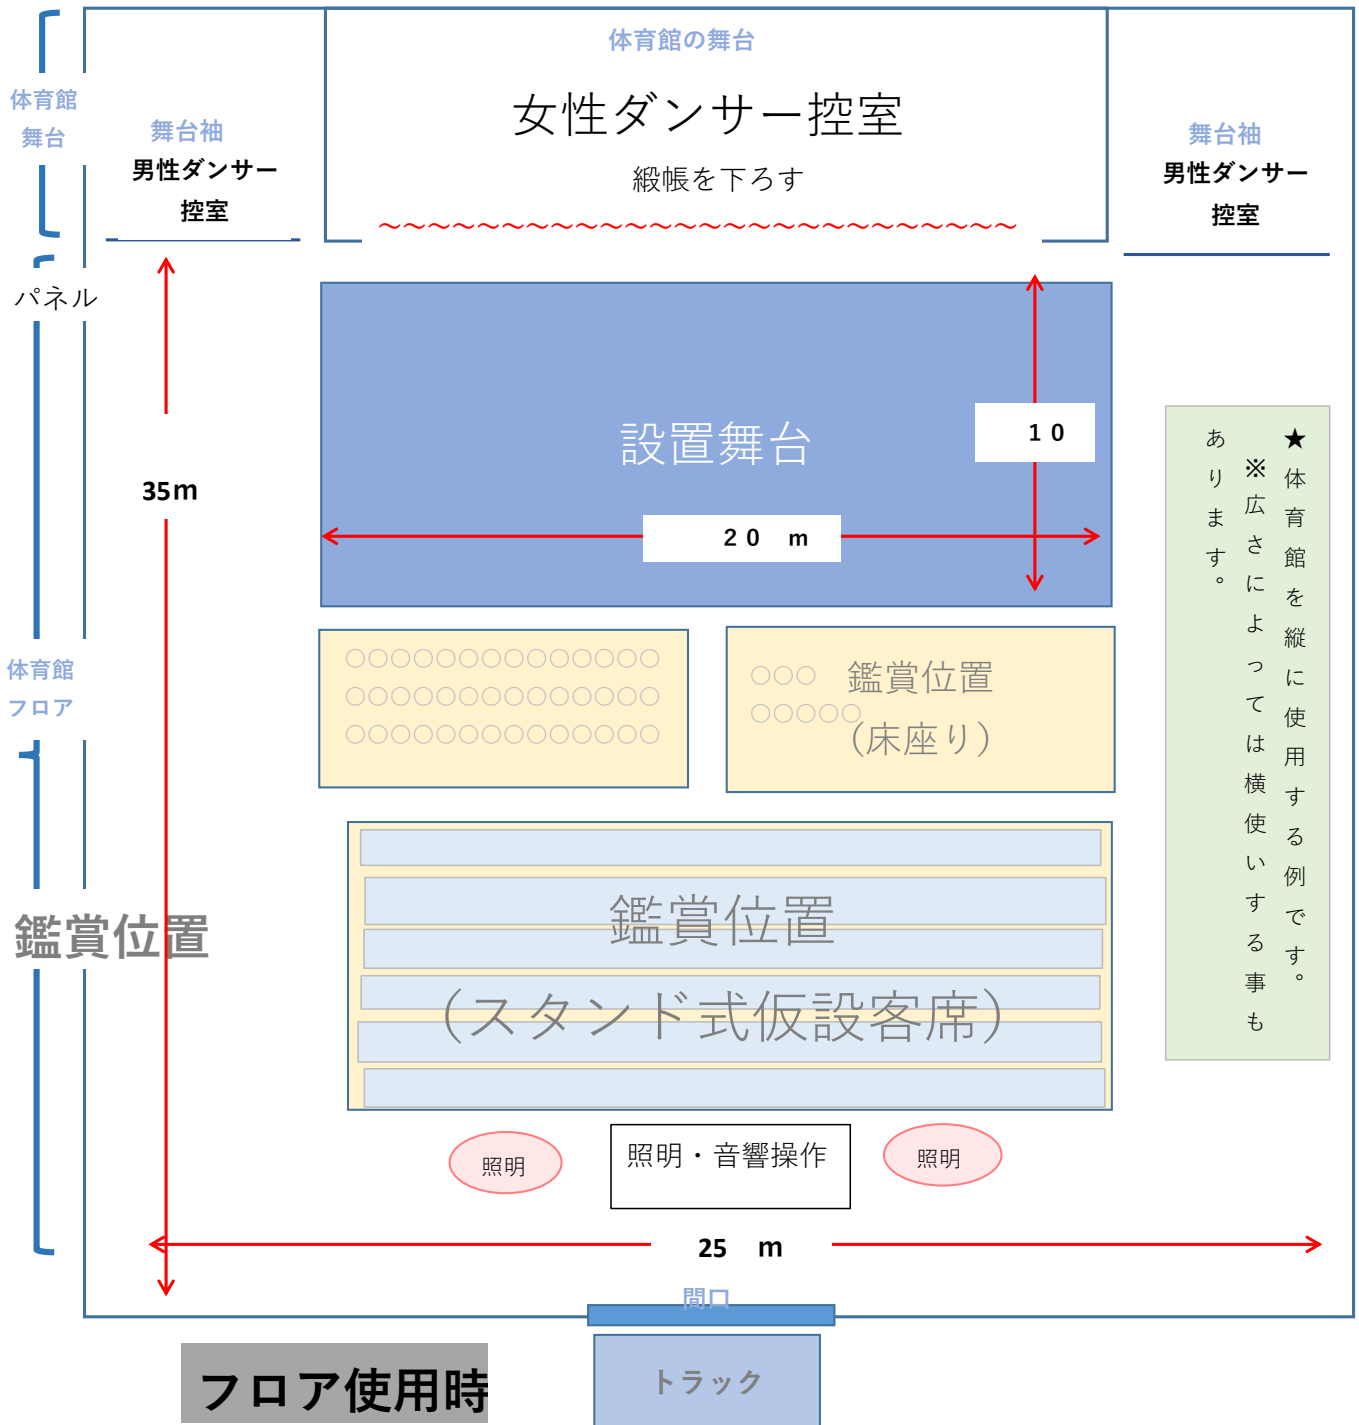 体育館の舞台
女性ダンサー控室
緞帳を下ろす
～～～～～～～～～～～～～～～～～～～～～～～～～～
体育館
舞台
舞台袖
男性ダンサー
控室
舞台袖
男性ダンサー
控室
パネル
設置舞台
１０
２０　ｍ
35ｍ
★体育館を縦に使用する例です。
※広さによっては横使いする事も
あります。
体育館
フロア
○○○○○○○○○○○○○○
○○○○○○○○○○○○○○
○○○○○○○○○○○○○○
○○○　鑑賞位置
○○○○○
（床座り）
鑑賞位置
鑑賞位置
（スタンド式仮設客席）
照明
照明・音響操作
照明
25　ｍ
間口
トラック
フロア使用時